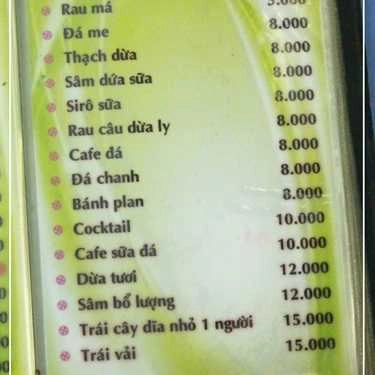 Rau má
Đá me 8.000
Thạch dừa 8.000
Sâm dứa sữa 8.000
Sirô sữa 8.000
Rau câu dừa ly 8.000
Cafe đá 8.000
Đá chanh 8.000
Bánh plan 8.000
Cocktail 10.000
Cafe sữa đá 10.000
Dừa tươi 12.000
Sâm bổ lượng 12.000
Trái cây dĩa nhỏ 1 người 15.000
Trái vải 15.000